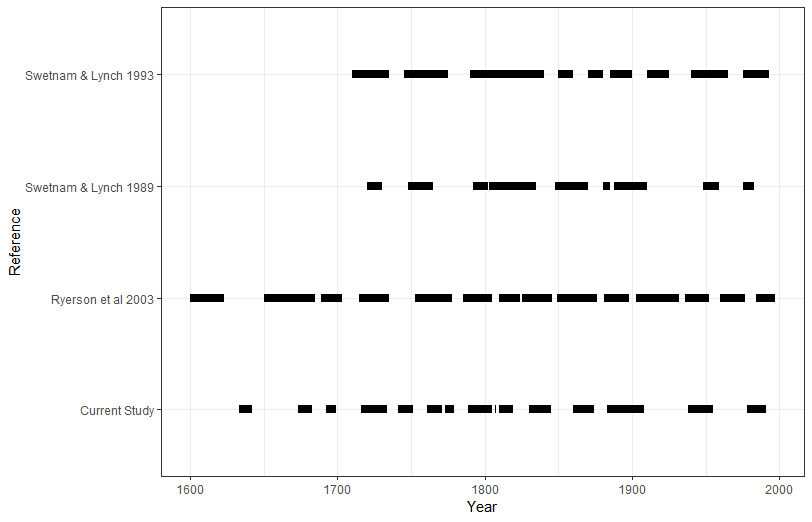 Swetnam & Lynch 1993
Swetnam & Lynch 1989
Ryerson et al 2003
Current Study
Reference
1600 1700 1800 1900 2000
Year